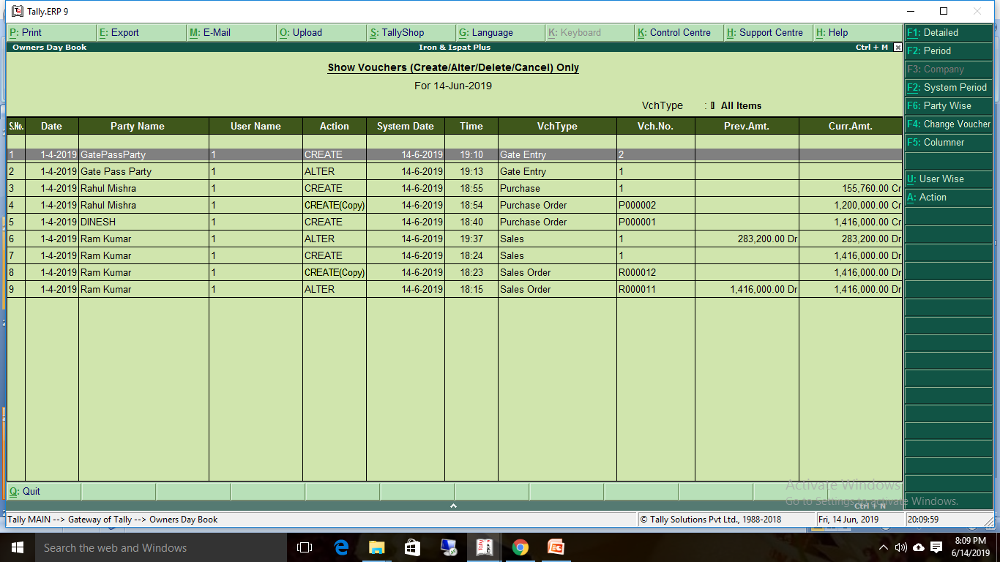 Tally.ERP 9
P: Print E: Export M: E-Mail O: Upload S: TallyShop G: Language K: Keyboard K: Control Centre H: Support Centre H: Help
Owners Day Book Iron & Ispat Plus Ctrl + M
Show Vouchers (Create/Alter/Delete/Cancel) Only
For 14-Jun-2019
VchType : All Items
S.No. Date Party Name User Name Action System Date Time VchType Vch.No. Prev.Amt. Curr.Amt.
1 1-4-2019 GatePassParty 1 CREATE 14-6-2019 19:10 Gate Entry 2
2 1-4-2019 Gate Pass Party 1 ALTER 14-6-2019 19:13 Gate Entry 1
3 1-4-2019 Rahul Mishra 1 CREATE 14-6-2019 18:55 Purchase 1 155,760.00 Cr
4 1-4-2019 Rahul Mishra 1 CREATE(Copy) 14-6-2019 18:54 Purchase Order P000002 1,200,000.00 Cr
5 1-4-2019 DINESH 1 CREATE 14-6-2019 18:40 Purchase Order P000001 1,416,000.00 Cr
6 1-4-2019 Ram Kumar 1 ALTER 14-6-2019 19:37 Sales 1 283,200.00 Dr 283,200.00 Dr
7 1-4-2019 Ram Kumar 1 CREATE 14-6-2019 18:24 Sales 1 1,416,000.00 Dr
8 1-4-2019 Ram Kumar 1 CREATE(Copy) 14-6-2019 18:23 Sales Order R000012 1,416,000.00 Dr
9 1-4-2019 Ram Kumar 1 ALTER 14-6-2019 18:15 Sales Order R000011 1,416,000.00 Dr 1,416,000.00 Dr
F1: Detailed
F2: Period
F3: Company
F2: System Period
F6: Party Wise
F4: Change Voucher
F5: Columner
U: User Wise
A: Action
Q: Quit
Activate Windows
Go to Settings to activate Windows.
Ctrl + N
Tally MAIN --> Gateway of Tally --> Owners Day Book © Tally Solutions Pvt Ltd., 1988-2018 Fri, 14 Jun, 2019 20:09:59
Search the web and Windows
8:09 PM
6/14/2019